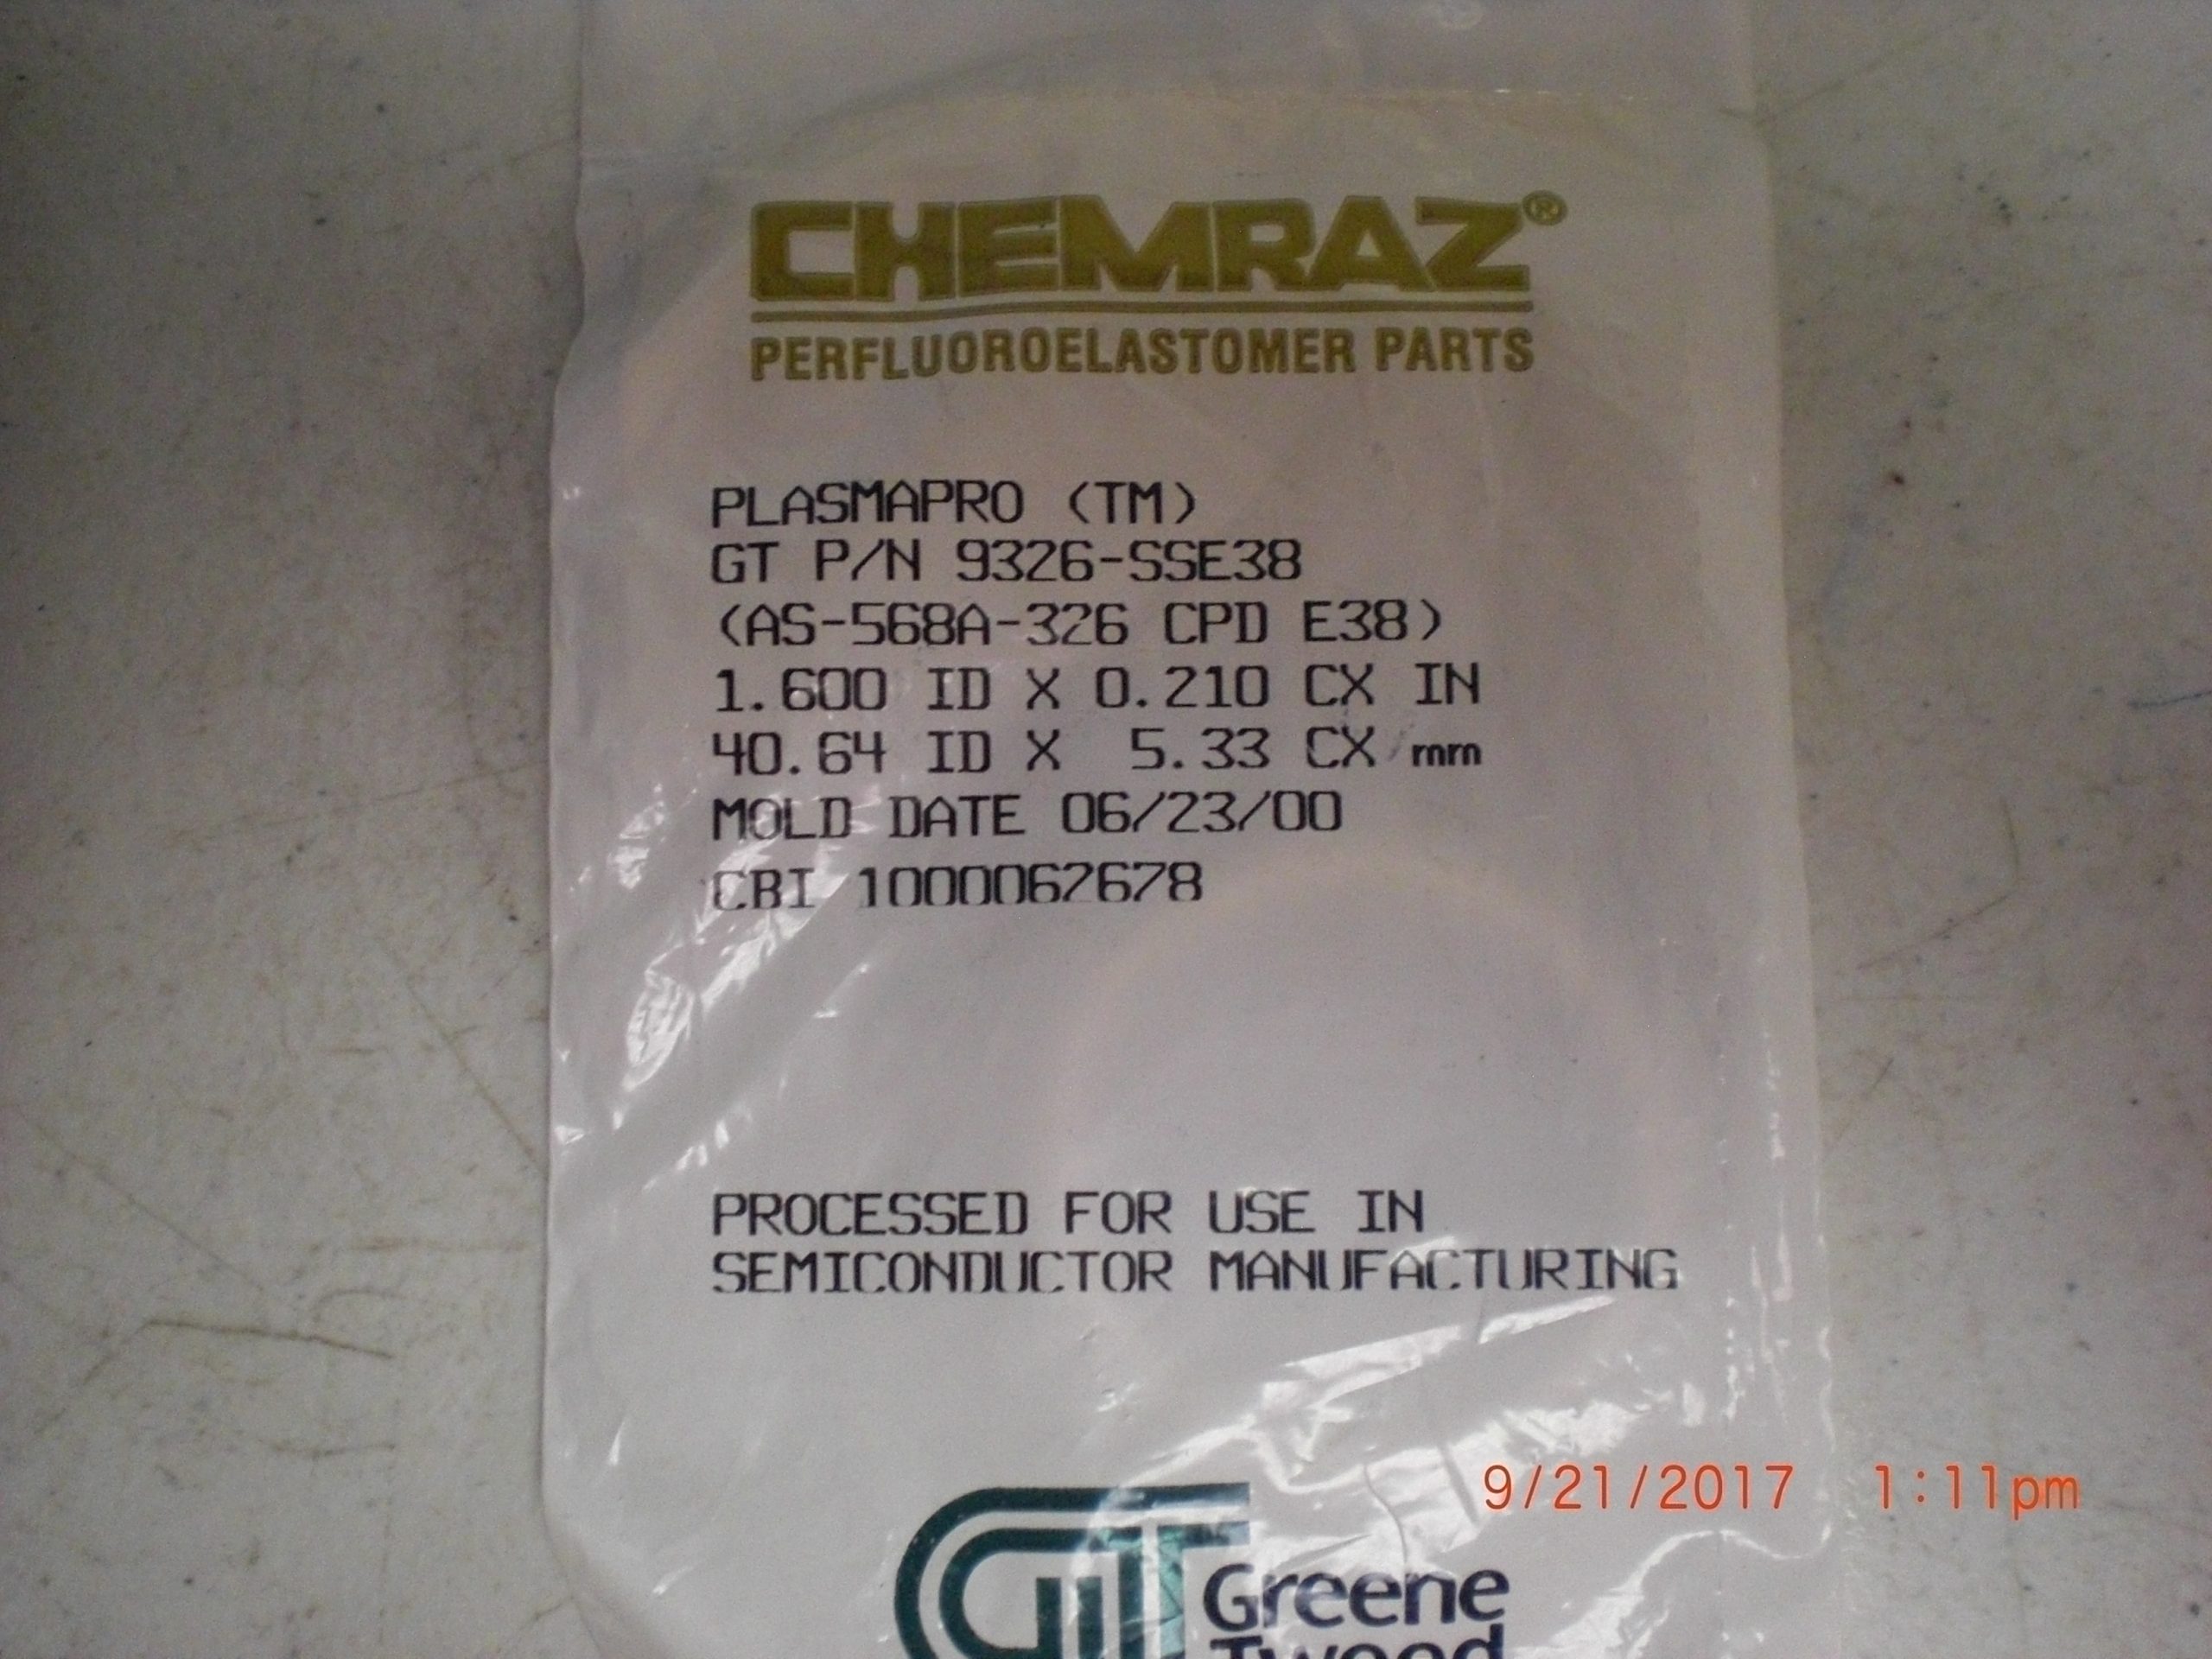 CHEMRAZ®
PERFLUOROELASTOMER PARTS
PLASMAPRO (TM)
GT P/N 9326-SSE38
(AS-568A-326 CPD E38)
1.600 ID X 0.210 CX IN
40.64 ID X 5.33 CX mm
MOLD DATE 06/23/00
CBI 1000062678
PROCESSED FOR USE IN
SEMICONDUCTOR MANUFACTURING
9/21/2017 1:11pm
GT Greene
Tweed